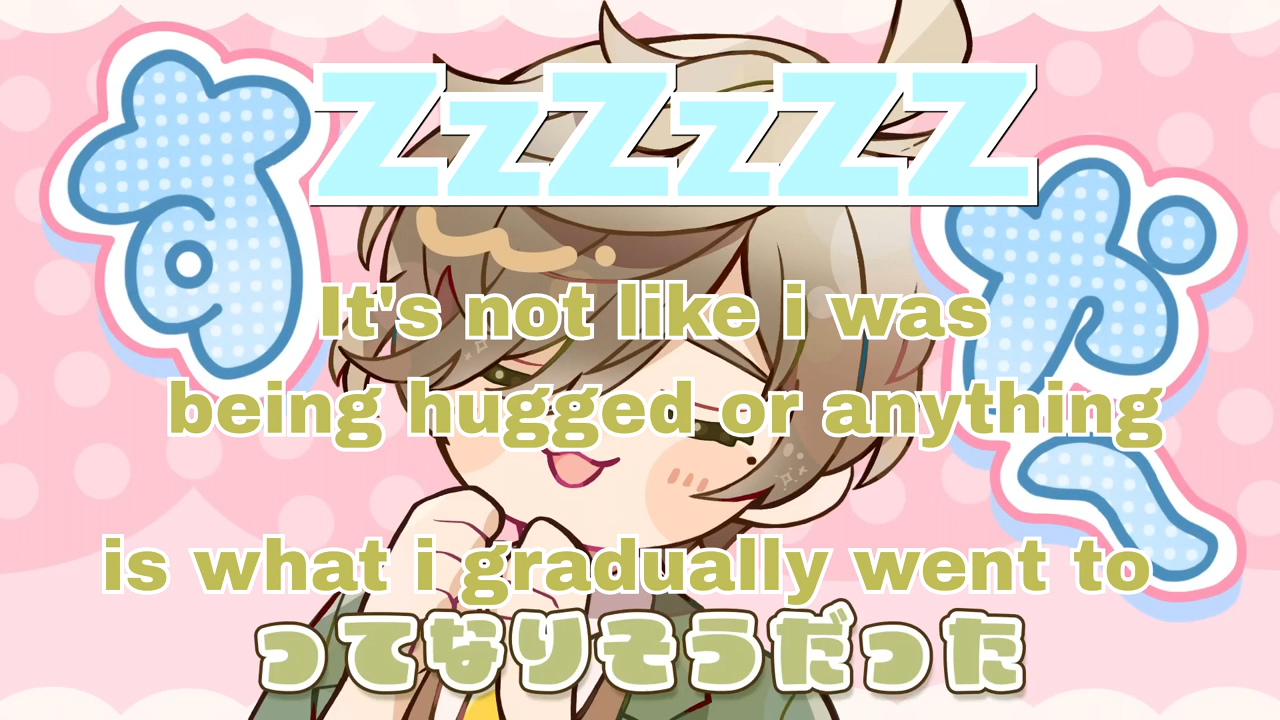 す
ZzZzZZ
か〜
It's not like i was
being hugged or anything
is what i gradually went to
ってなりそうだった